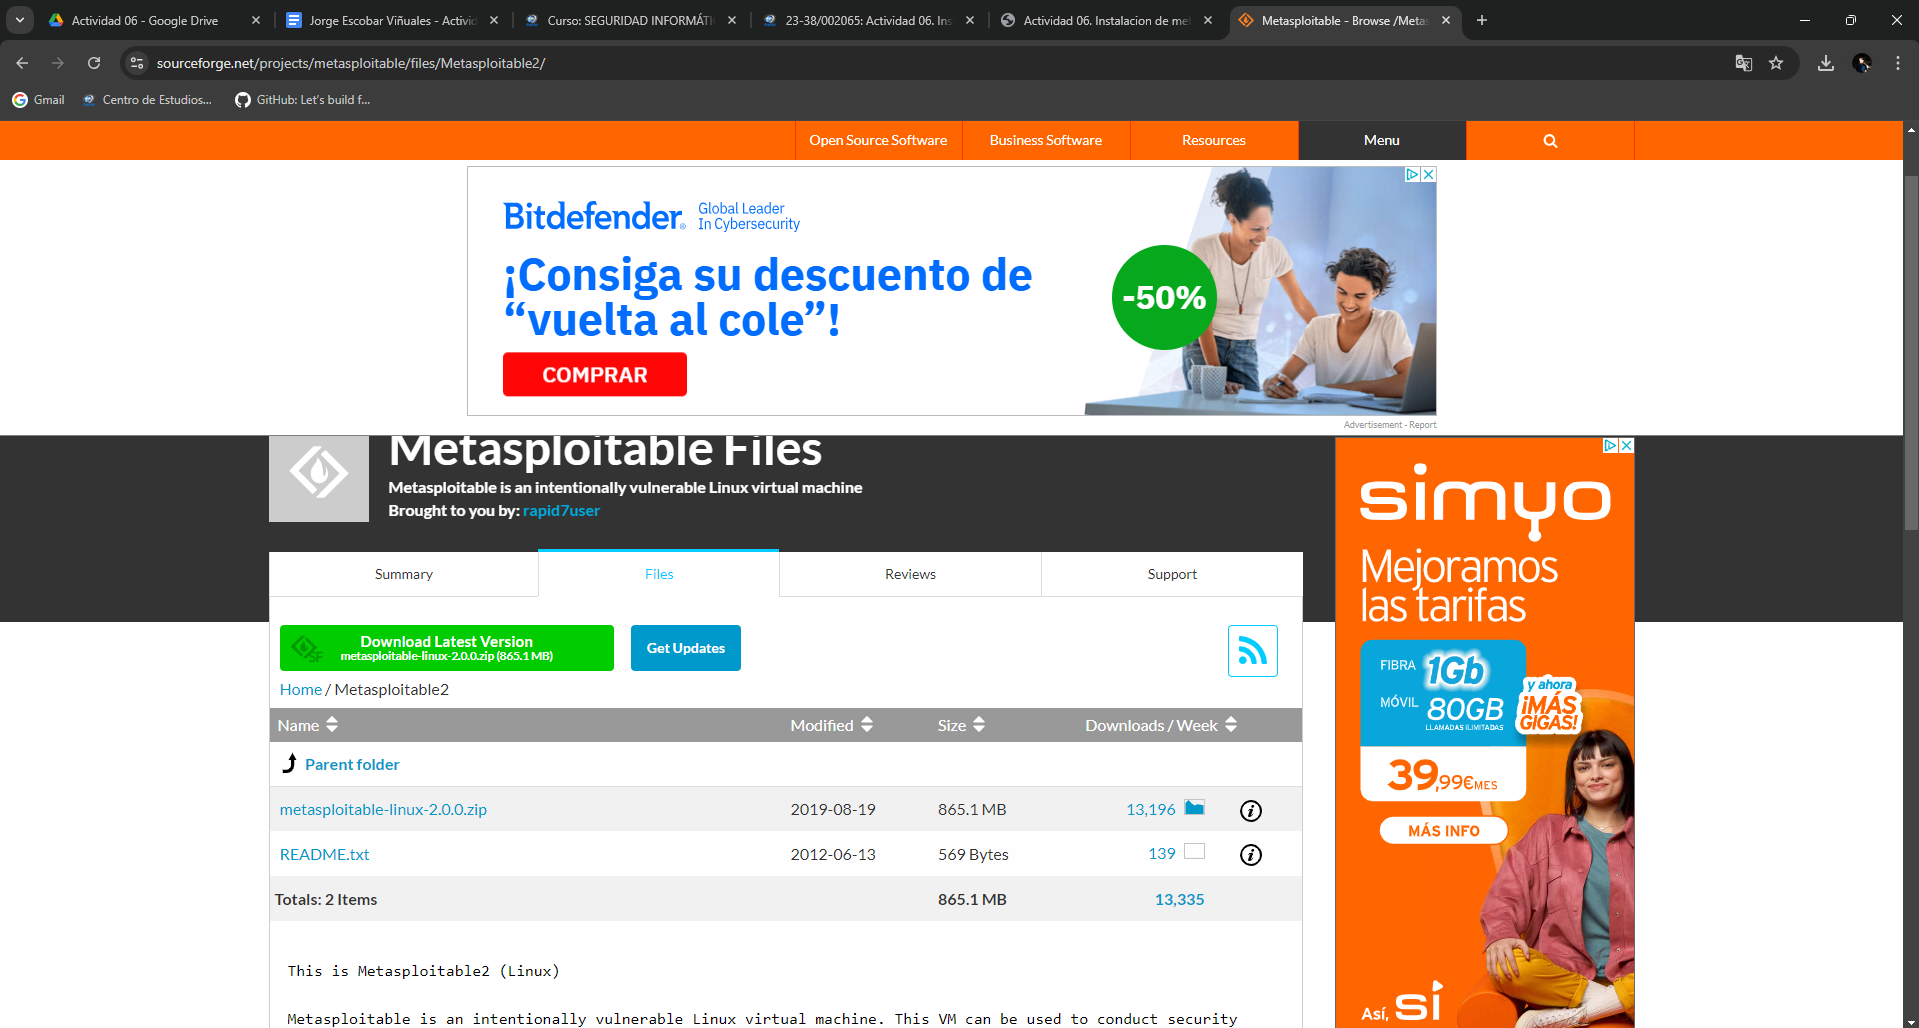 Actividad 06 - Google Drive
Jorge Escobar Viñuales - Activid
Curso: SEGURIDAD INFORMÁTI
23-38/002065: Actividad 06. Ins
Actividad 06. Instalacion de met
Metasploitable - Browse /Metas
sourceforge.net/projects/metasploitable/files/Metasploitable2/
Gmail
Centro de Estudios...
GitHub: Let's build f...
Open Source Software
Business Software
Resources
Menu
Bitdefender®
Global Leader
In Cybersecurity
¡Consiga su descuento de
“vuelta al cole”!
-50%
COMPRAR
Advertisement - Report
Metasploitable Files
Metasploitable is an intentionally vulnerable Linux virtual machine
Brought to you by: rapid7user
Summary
Files
Reviews
Support
Download Latest Version
metasploitable-linux-2.0.0.zip (865.1 MB)
SF
Get Updates
Home / Metasploitable2
Name Modified Size Downloads / Week
Parent folder
metasploitable-linux-2.0.0.zip 2019-08-19 865.1 MB 13,196 i
README.txt 2012-06-13 569 Bytes 139 i
Totals: 2 Items 865.1 MB 13,335
This is Metasploitable2 (Linux)
Metasploitable is an intentionally vulnerable Linux virtual machine. This VM can be used to conduct security
simyo
Mejoramos
las tarifas
FIBRA 1Gb
MÓVIL 80GB
LLAMADAS ILIMITADAS
y ahora
¡MÁS
GIGAS!
39,99€MES
MÁS INFO
Así, sí